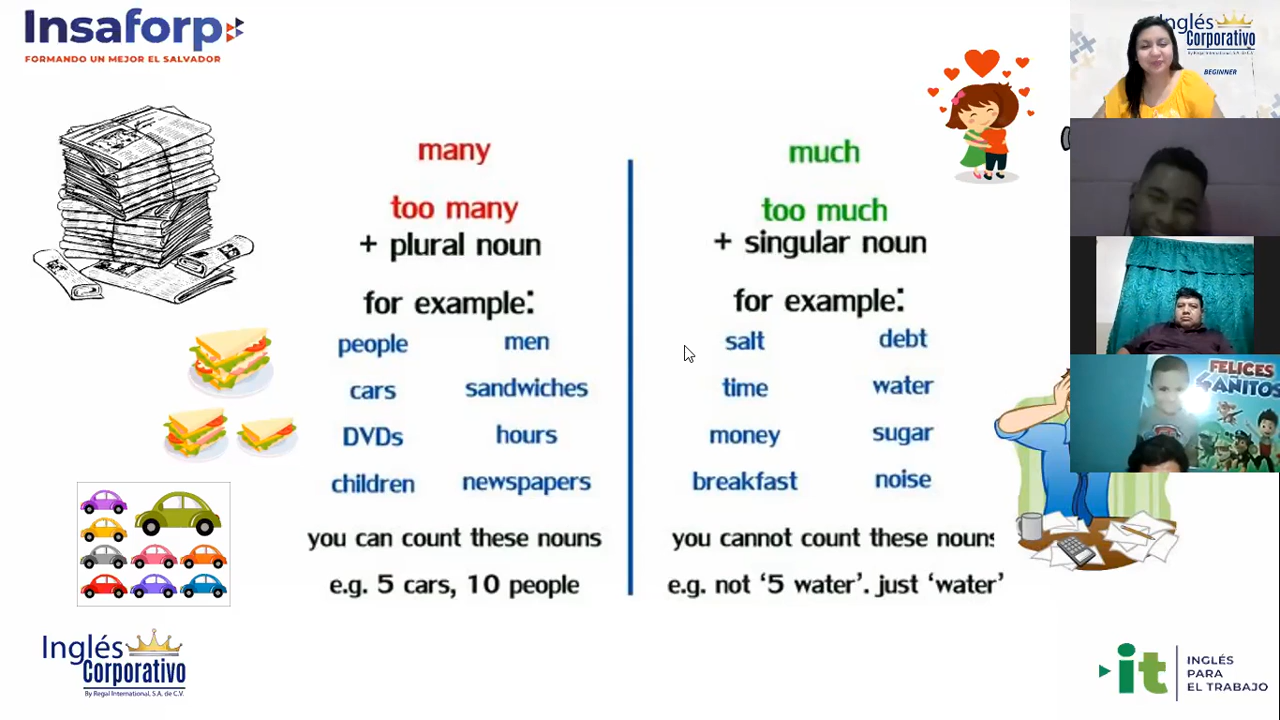 Insaforp
FORMANDO UN MEJOR EL SALVADOR
many
too many
+ plural noun
for example:
people men
cars sandwiches
DVDs hours
children newspapers
you can count these nouns
e.g. 5 cars, 10 people
much
too much
+ singular noun
for example:
salt debt
time water
money sugar
breakfast noise
you cannot count these nouns
e.g. not ‘5 water’. just ‘water’
Inglés
Corporativo
By Regal International, S.A. de C.V.
it
INGLÉS
PARA
EL TRABAJO
Inglés
Corporativo
BEGINNER
FELICES
4 AÑITOS